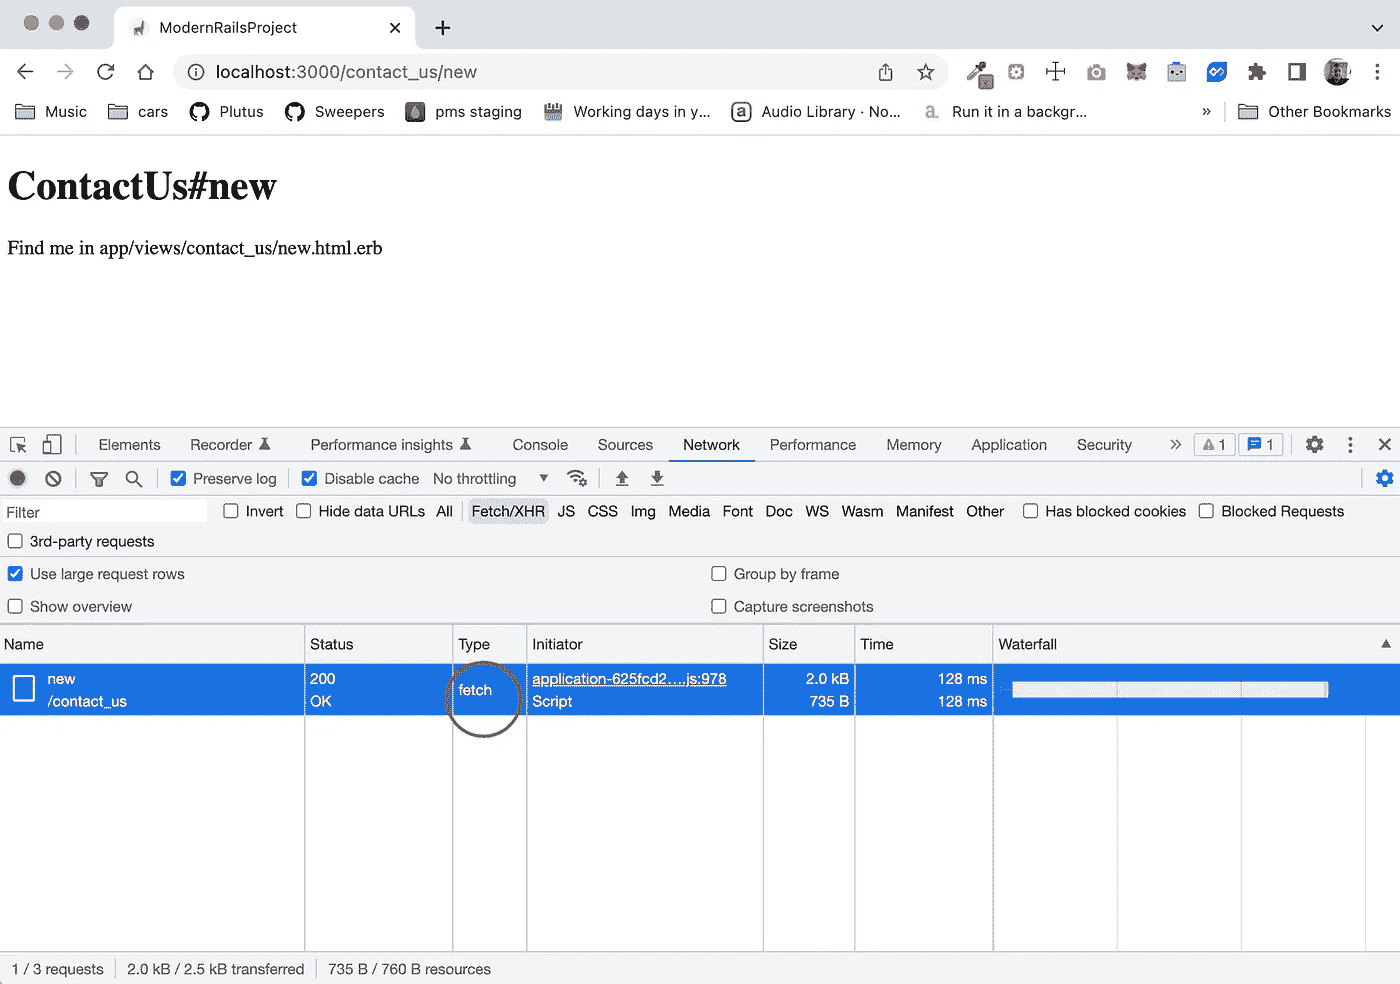 ModernRailsProject
localhost:3000/contact_us/new
Music cars Plutus Sweepers pms staging Working days in y... a Audio Library · No... a. Run it in a backgr... » Other Bookmarks
ContactUs#new
Find me in app/views/contact_us/new.html.erb
Elements Recorder Performance insights Console Sources Network Performance Memory Application Security » 1 1
Preserve log Disable cache No throttling
Filter Invert Hide data URLs All Fetch/XHR JS CSS Img Media Font Doc WS Wasm Manifest Other Has blocked cookies Blocked Requests
3rd-party requests
Use large request rows Group by frame
Show overview Capture screenshots
Name Status Type Initiator Size Time Waterfall
new 200 fetch application-625fcd2….js:978 2.0 kB 128 ms
/contact_us OK Script 735 B 128 ms
1 / 3 requests 2.0 kB / 2.5 kB transferred 735 B / 760 B resources